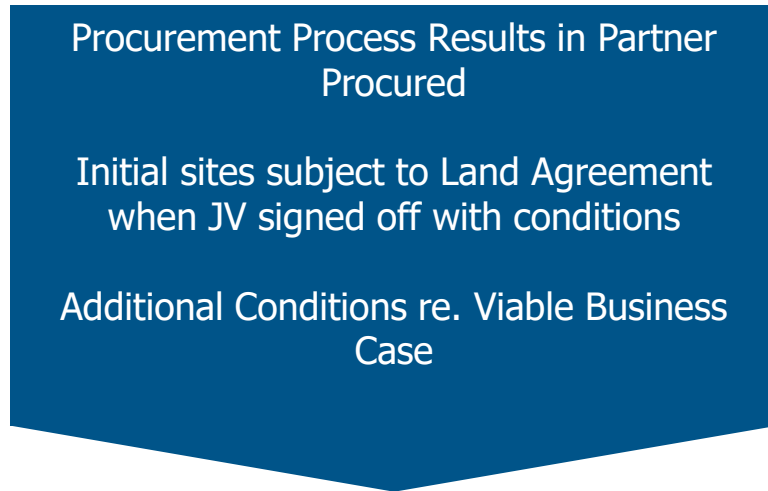 Procurement Process Results in Partner
Procured
Initial sites subject to Land Agreement
when JV signed off with conditions
Additional Conditions re. Viable Business
Case